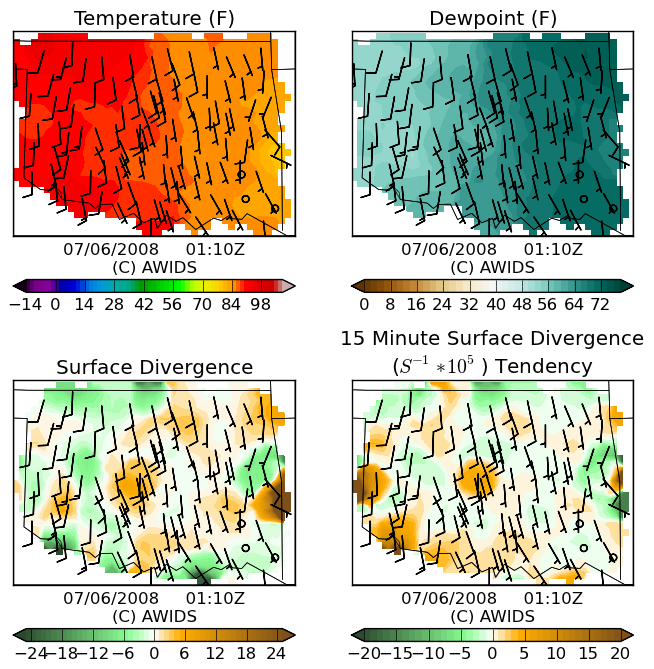 Temperature (F) Dewpoint (F)
07/06/2008 01:10Z 07/06/2008 01:10Z
(C) AWIDS (C) AWIDS
−14 0 14 28 42 56 70 84 98 0 8 16 24 32 40 48 56 64 72
15 Minute Surface Divergence
Surface Divergence (S⁻¹ *10⁵ ) Tendency
07/06/2008 01:10Z 07/06/2008 01:10Z
(C) AWIDS (C) AWIDS
−24 −18 −12 −6 0 6 12 18 24 −20 −15 −10 −5 0 5 10 15 20